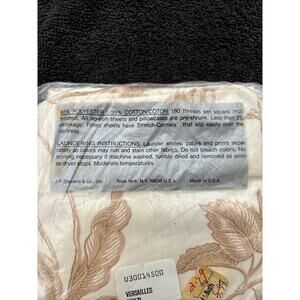 65% POLYESTER 35% COTTON/COTON 180 threads per square inch
finished. All no-iron sheets and pillowcases are pre-shrunk. Less than 2%
shrinkage. Fitted sheets have Stretch-Corners that slip easily over the
mattress.
LAUNDERING INSTRUCTIONS: Launder whites, colors and prints sepa-
rately as colors may run and stain other fabrics. Do not bleach colors. No
ironing necessary if machine washed, tumble dried and removed as soon
as dryer stops. Moderate temperatures.
J.P. Stevens & Co., Inc. New York, N.Y. 10036 U.S.A. Made in U.S.A.
U30014500
VERSAILLES
2.99